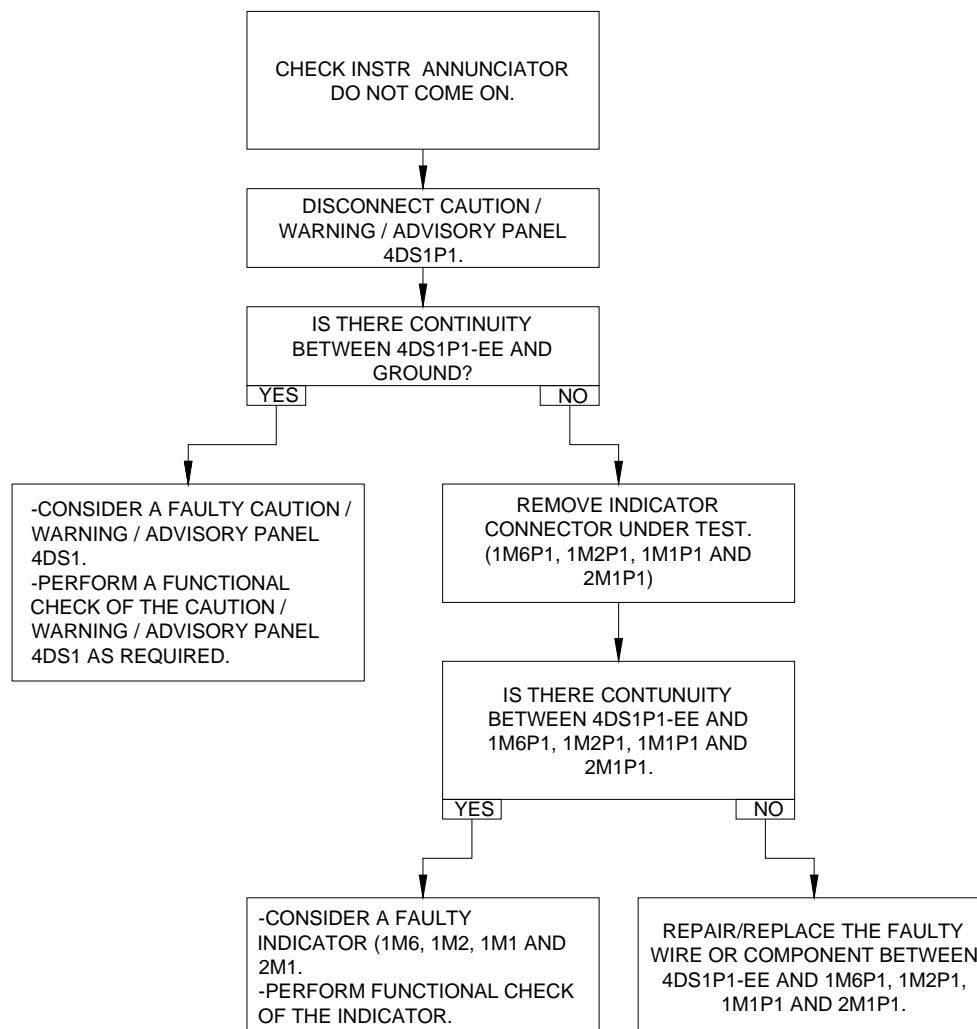 CHECK INSTR  ANNUNCIATOR
DO NOT COME ON.
DISCONNECT CAUTION /
WARNING / ADVISORY PANEL
4DS1P1.
IS THERE CONTINUITY
BETWEEN 4DS1P1-EE AND
GROUND?
YES
NO
-CONSIDER A FAULTY CAUTION /
WARNING / ADVISORY PANEL
4DS1.
-PERFORM A FUNCTIONAL
CHECK OF THE CAUTION /
WARNING / ADVISORY PANEL
4DS1 AS REQUIRED.
REMOVE INDICATOR
CONNECTOR UNDER TEST.
(1M6P1, 1M2P1, 1M1P1 AND
2M1P1)
IS THERE CONTUNUITY
BETWEEN 4DS1P1-EE AND
1M6P1, 1M2P1, 1M1P1 AND
2M1P1.
YES
NO
-CONSIDER A FAULTY
INDICATOR (1M6, 1M2, 1M1 AND
2M1.
-PERFORM FUNCTIONAL CHECK
OF THE INDICATOR.
REPAIR/REPLACE THE FAULTY
WIRE OR COMPONENT BETWEEN
4DS1P1-EE AND 1M6P1, 1M2P1,
1M1P1 AND 2M1P1.